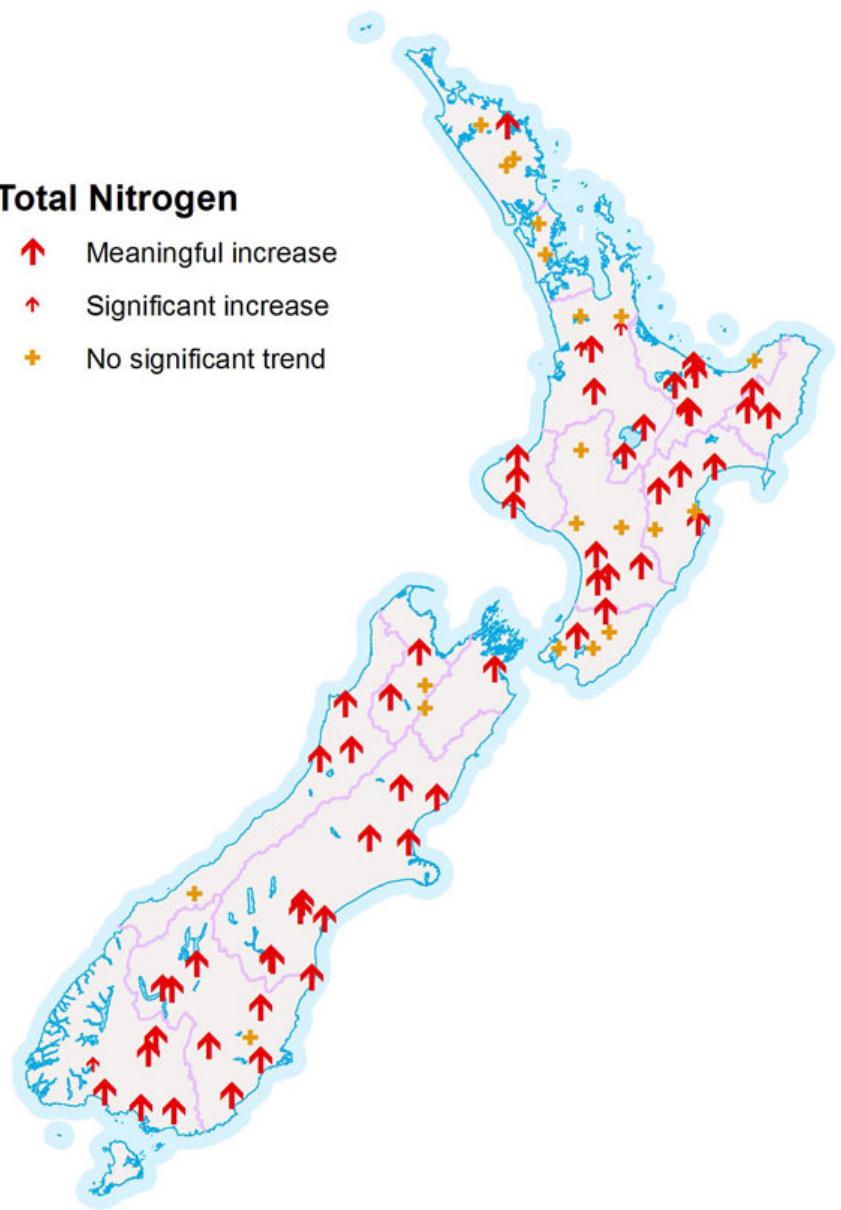 Total Nitrogen
Meaningful increase
Significant increase
No significant trend